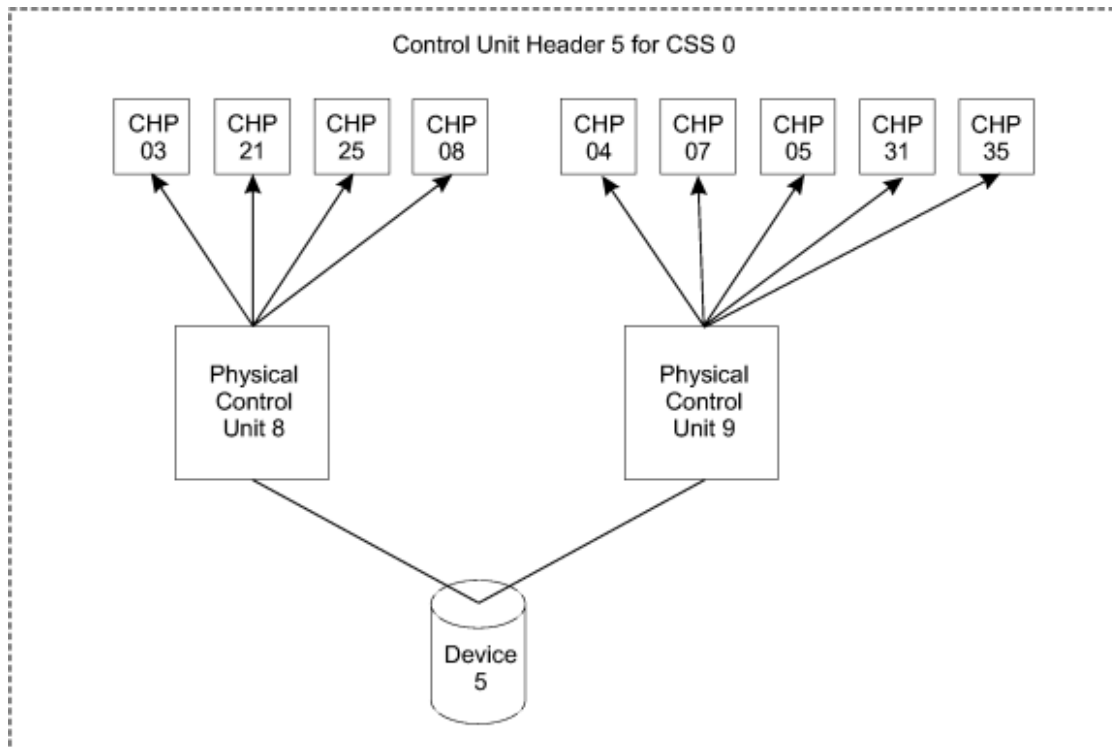 Control Unit Header 5 for CSS 0
CHP
03
CHP
21
CHP
25
CHP
08
CHP
04
CHP
07
CHP
05
CHP
31
CHP
35
Physical
Control
Unit 8
Physical
Control
Unit 9
Device
5